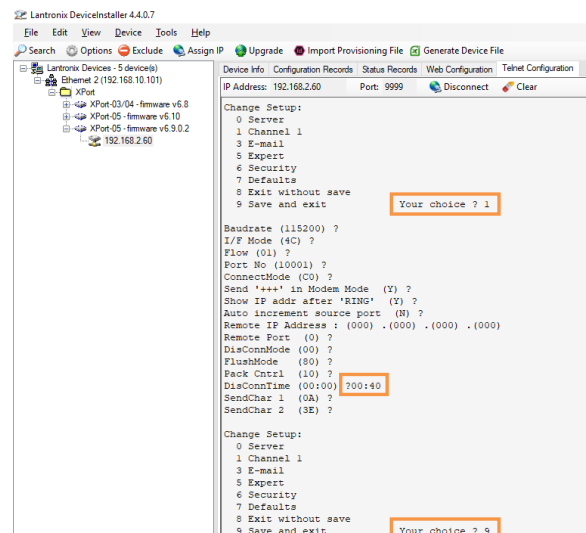 Lantronix DeviceInstaller 4.4.0.7
File Edit View Device Tools Help
Search Options Exclude Assign IP Upgrade Import Provisioning File Generate Device File
Lantronix Devices - 5 device(s)
Ethernet 2 (192.168.10.101)
XPort
XPort-03/04 - firmware v6.8
XPort-05 - firmware v6.10
XPort-05 - firmware v6.9.0.2
192.168.2.60
Device Info Configuration Records Status Records Web Configuration Telnet Configuration
IP Address: 192.168.2.60 Port: 9999 Disconnect Clear
Change Setup:
0 Server
1 Channel 1
3 E-mail
5 Expert
6 Security
7 Defaults
8 Exit without save
9 Save and exit Your choice ? 1
Baudrate (115200) ?
I/F Mode (4C) ?
Flow (01) ?
Port No (10001) ?
ConnectMode (C0) ?
Send '+++' in Modem Mode (Y) ?
Show IP addr after 'RING' (Y) ?
Auto increment source port (N) ?
Remote IP Address : (000) .(000) .(000) .(000)
Remote Port (0) ?
DisConnMode (00) ?
FlushMode (80) ?
Pack Cntrl (10) ?
DisConnTime (00:00) ?00:40
SendChar 1 (0A) ?
SendChar 2 (3E) ?
Change Setup:
0 Server
1 Channel 1
3 E-mail
5 Expert
6 Security
7 Defaults
8 Exit without save
9 Save and exit Your choice ? 9